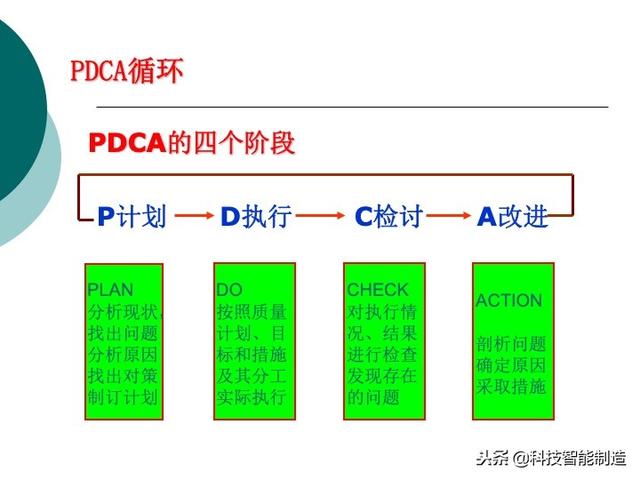 PDCA循环
PDCA的四个阶段
P计划 D执行 C检讨 A改进
PLAN
分析现状，
找出问题
分析原因
找出对策
制订计划
DO
按照质量
计划、目
标和措施
及其分工
实际执行
CHECK
对执行情
况、结果
进行检查
发现存在
的问题
ACTION
剖析问题
确定原因
采取措施
头条 @科技智能制造